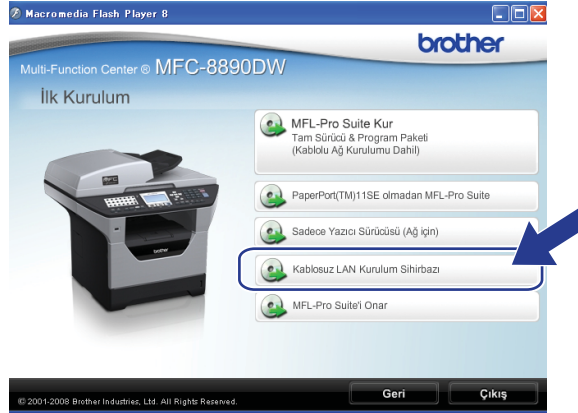 Macromedia Flash Player 8
brother
Multi-Function Center ® MFC-8890DW
İlk Kurulum
MFL-Pro Suite Kur
Tam Sürücü & Program Paketi
(Kablolu Ağ Kurulumu Dahil)
PaperPort(TM)11SE olmadan MFL-Pro Suite
Sadece Yazıcı Sürücüsü (Ağ için)
Kablosuz LAN Kurulum Sihirbazı
MFL-Pro Suite'i Onar
brother
© 2001-2008 Brother Industries, Ltd. All Rights Reserved.
Geri
Çıkış